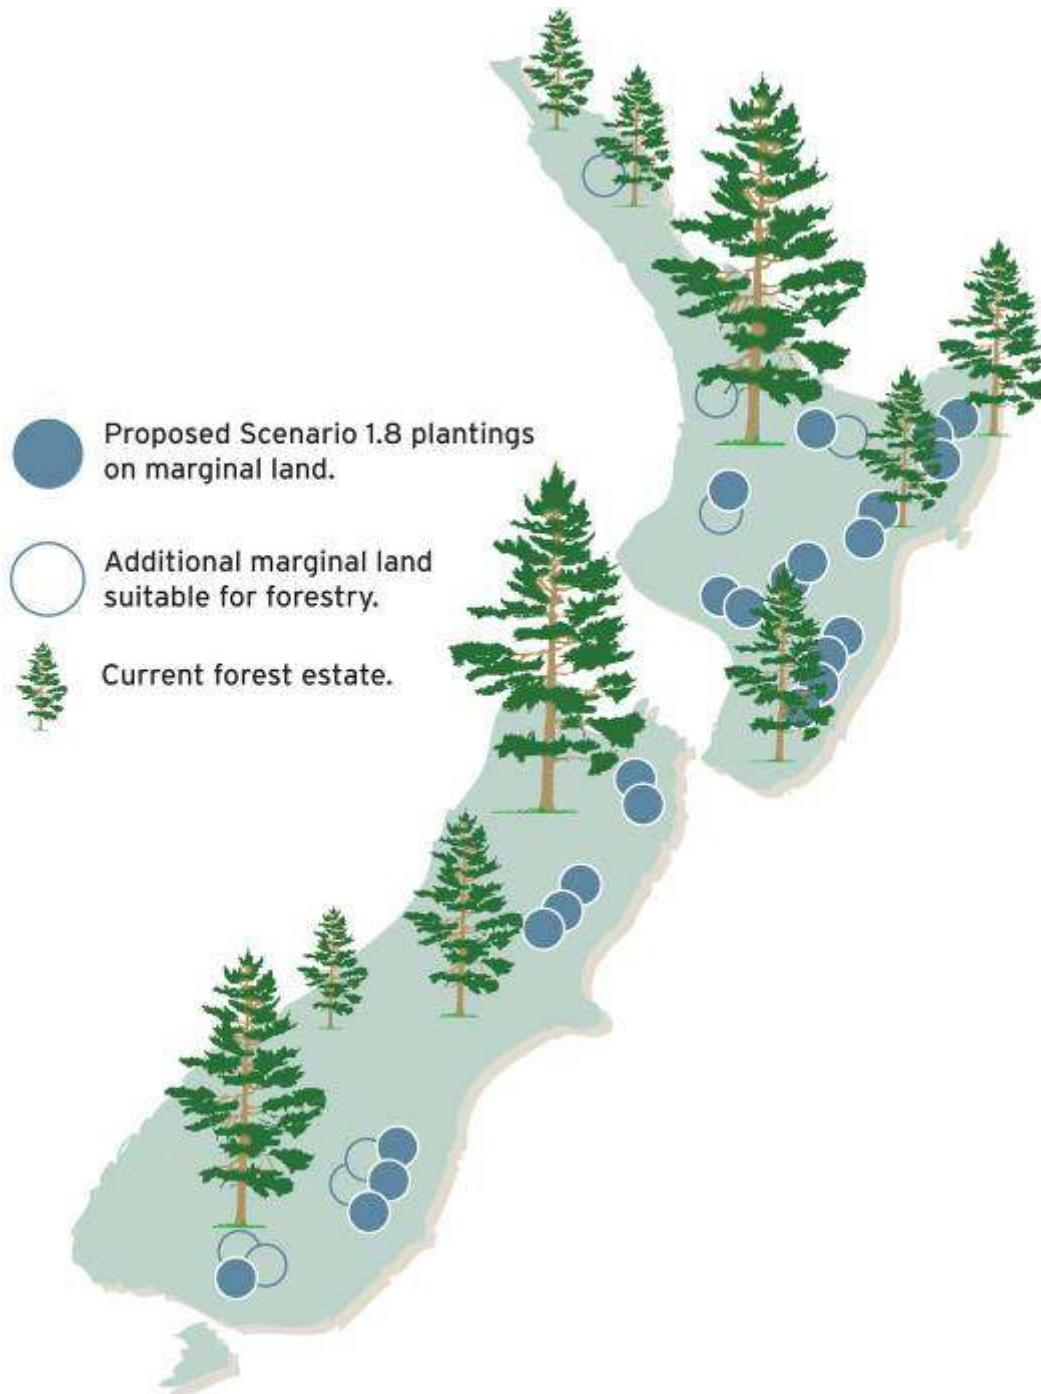 Proposed Scenario 1.8 plantings
on marginal land.
Additional marginal land
suitable for forestry.
Current forest estate.